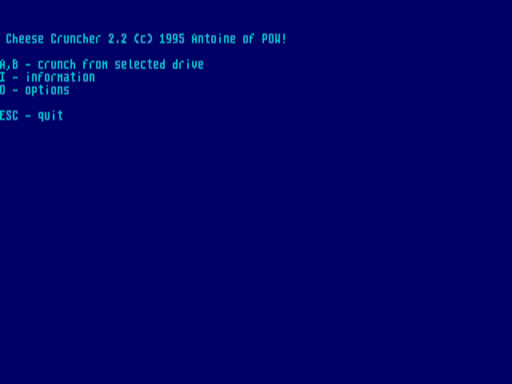 Cheese Cruncher 2.2 (c) 1995 Antoine of POW!
A,B - crunch from selected drive
I - information
O - options
ESC - quit